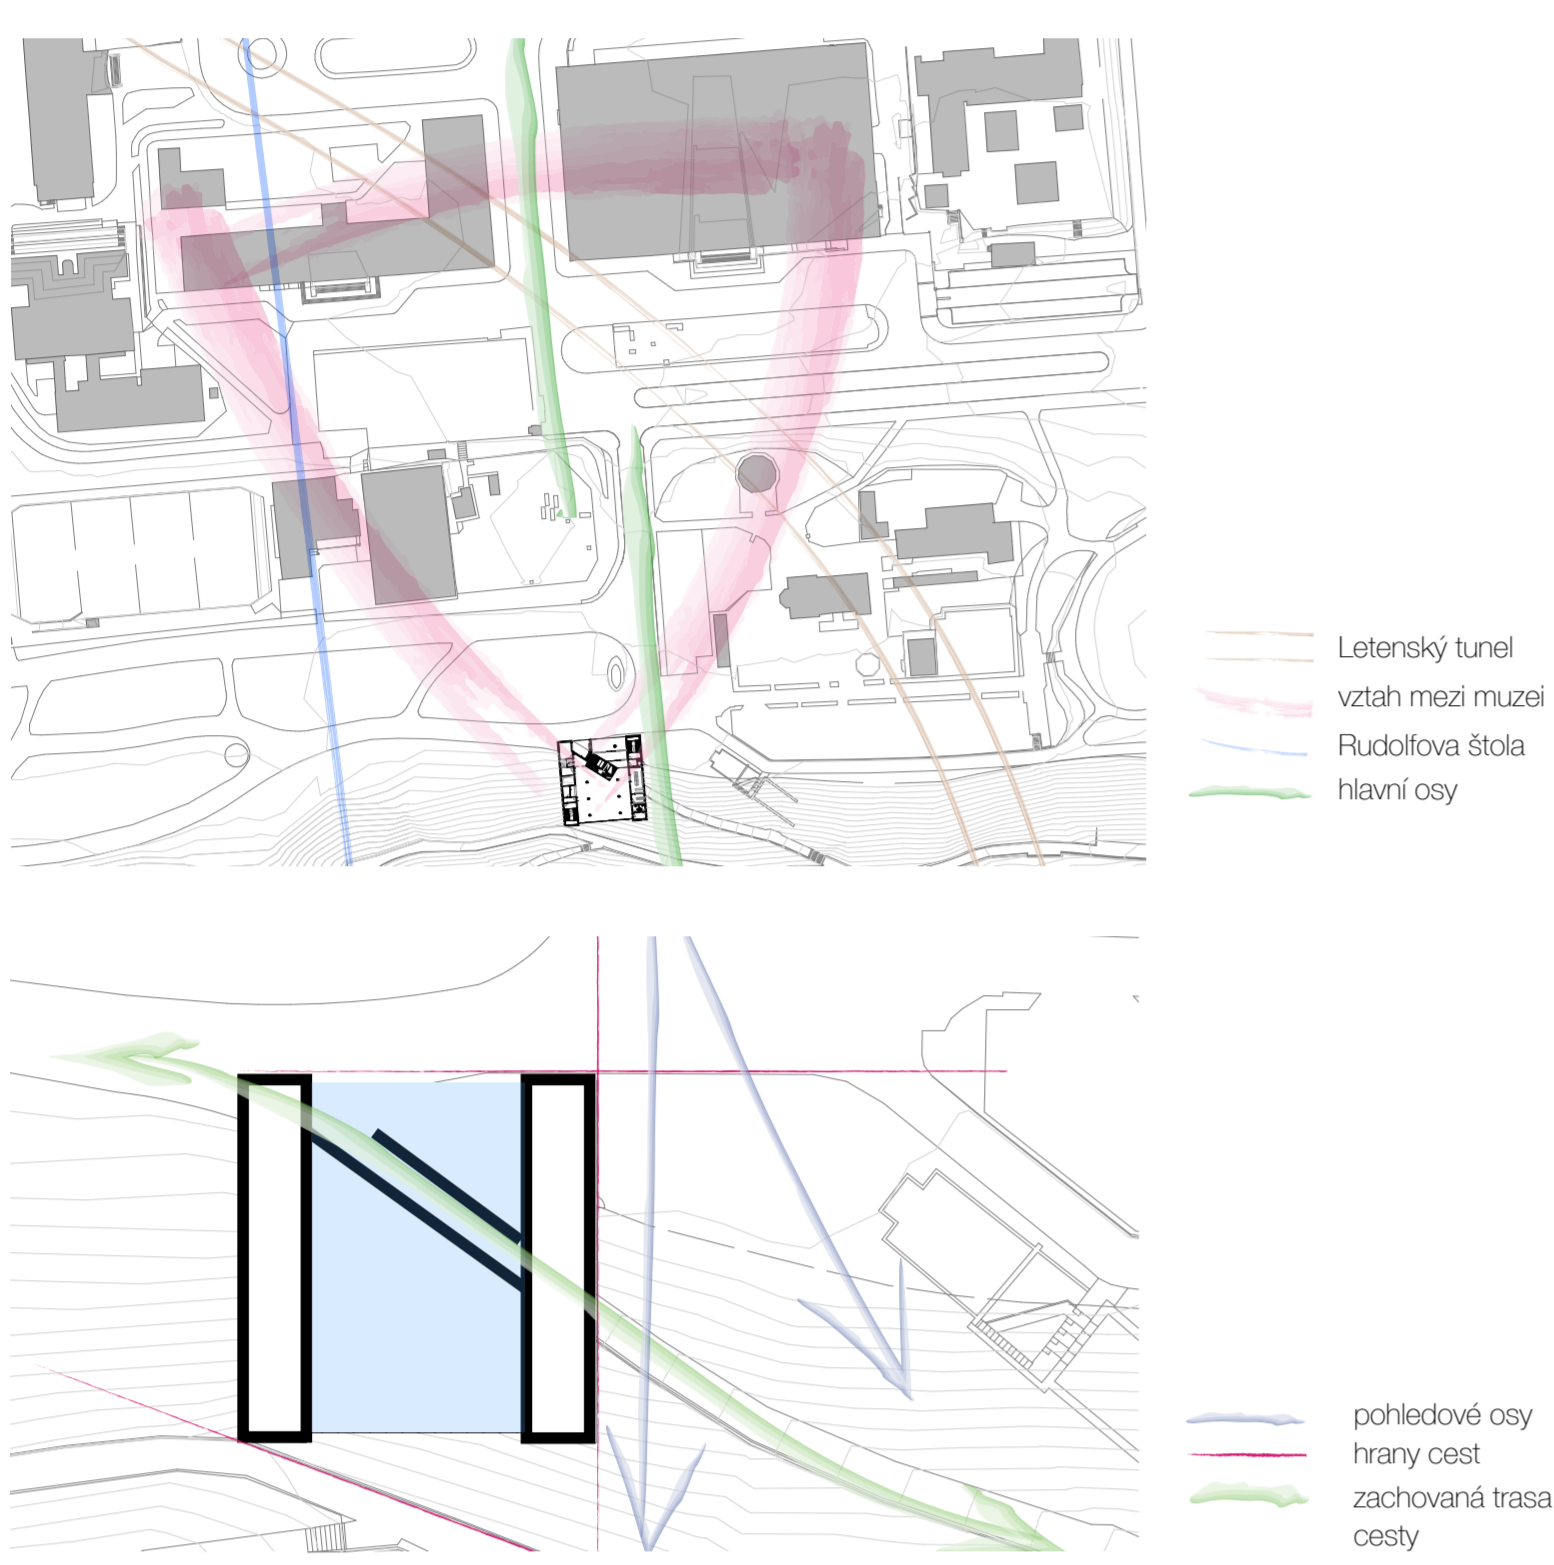 Letenský tunel
vztah mezi muzei
Rudolfova štola
hlavní osy
pohledové osy
hrany cest
zachovaná trasa
cesty